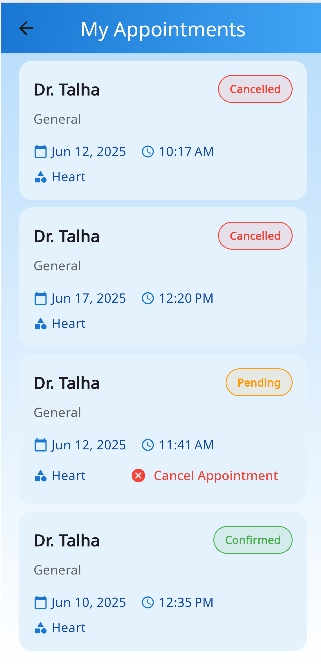 My Appointments
Dr. Talha Cancelled
General
Jun 12, 2025 10:17 AM
Heart
Dr. Talha Cancelled
General
Jun 17, 2025 12:20 PM
Heart
Dr. Talha Pending
General
Jun 12, 2025 11:41 AM
Heart Cancel Appointment
Dr. Talha Confirmed
General
Jun 10, 2025 12:35 PM
Heart